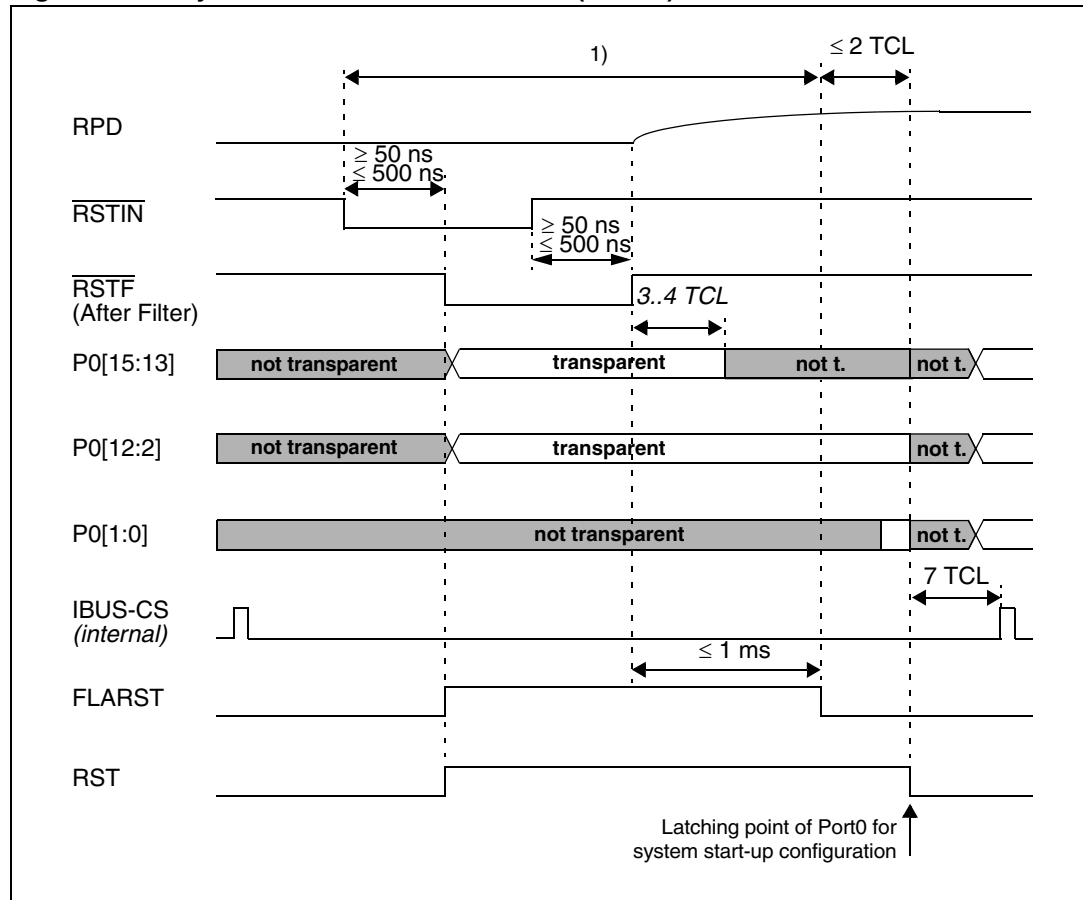 1)
≤ 2 TCL
RPD
≥ 50 ns
≤ 500 ns
RSTIN
≥ 50 ns
≤ 500 ns
RSTF
(After Filter)
3..4 TCL
P0[15:13]
not transparent
transparent
not t.
not t.
P0[12:2]
not transparent
transparent
not t.
P0[1:0]
not transparent
not t.
7 TCL
IBUS-CS
(internal)
≤ 1 ms
FLARST
RST
Latching point of Port0 for
system start-up configuration